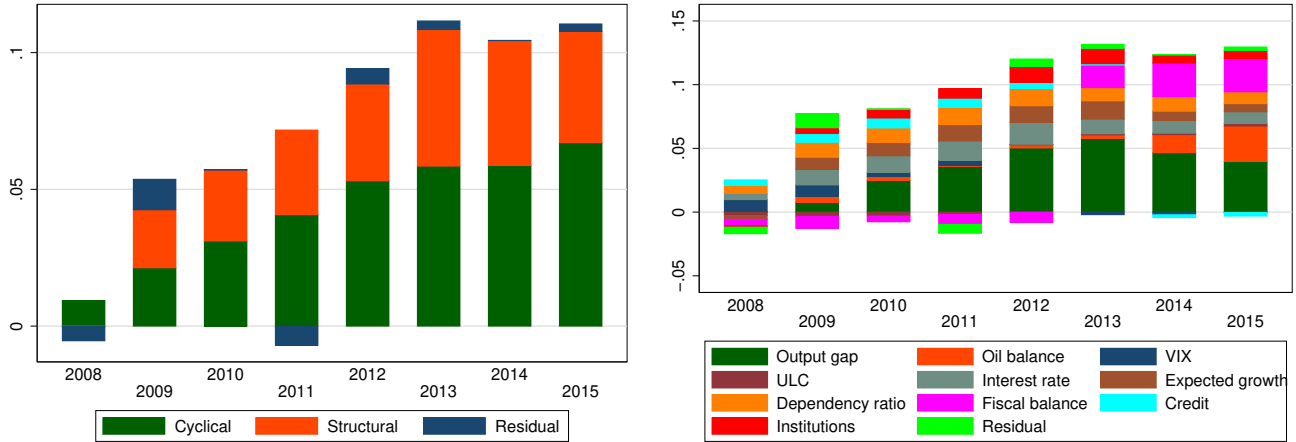 .1
.05
0
2008 2010 2012 2014
2009 2011 2013 2015
Cyclical Structural Residual
.15
.1
.05
0
-.05
2008 2010 2012 2014
2009 2011 2013 2015
Output gap Oil balance VIX
ULC Interest rate Expected growth
Dependency ratio Fiscal balance Credit
Institutions Residual